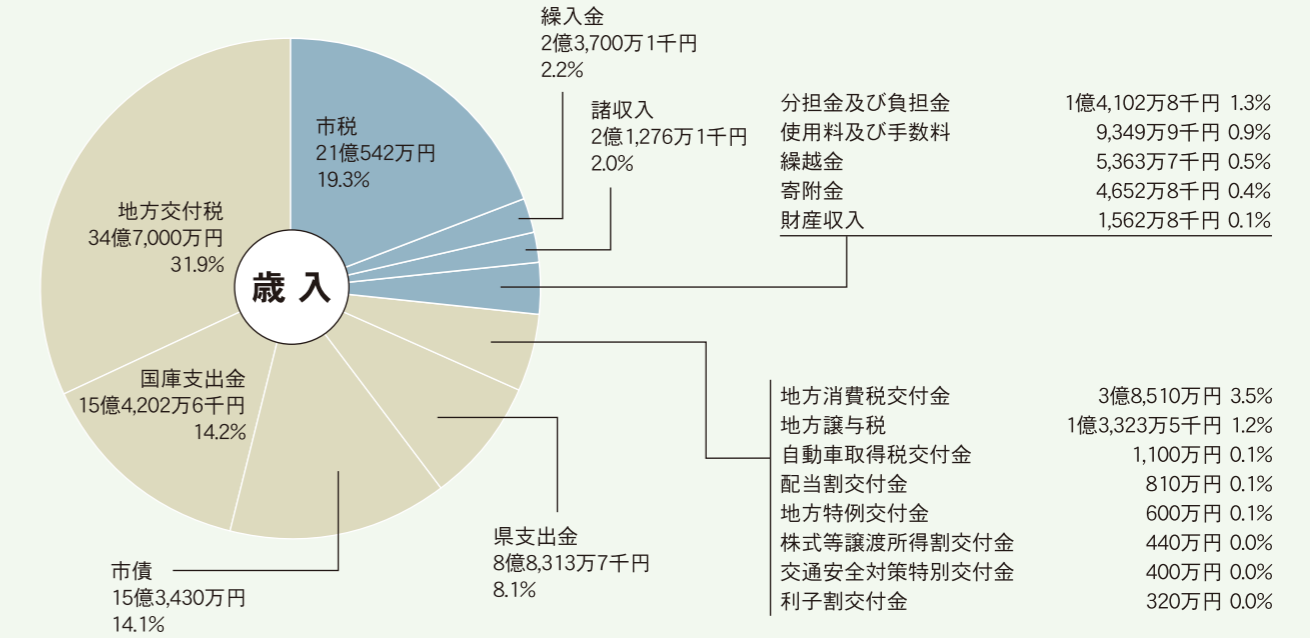 歳入
市税
21億542万円
19.3%
繰入金
2億3,700万1千円
2.2%
諸収入
2億1,276万1千円
2.0%
分担金及び負担金 1億4,102万8千円 1.3%
使用料及び手数料 9,349万9千円 0.9%
繰越金 5,363万7千円 0.5%
寄附金 4,652万8千円 0.4%
財産収入 1,562万8千円 0.1%
地方消費税交付金 3億8,510万円 3.5%
地方譲与税 1億3,323万5千円 1.2%
自動車取得税交付金 1,100万円 0.1%
配当割交付金 810万円 0.1%
地方特例交付金 600万円 0.1%
株式等譲渡所得割交付金 440万円 0.0%
交通安全対策特別交付金 400万円 0.0%
利子割交付金 320万円 0.0%
県支出金
8億8,313万7千円
8.1%
市債
15億3,430万円
14.1%
国庫支出金
15億4,202万6千円
14.2%
地方交付税
34億7,000万円
31.9%